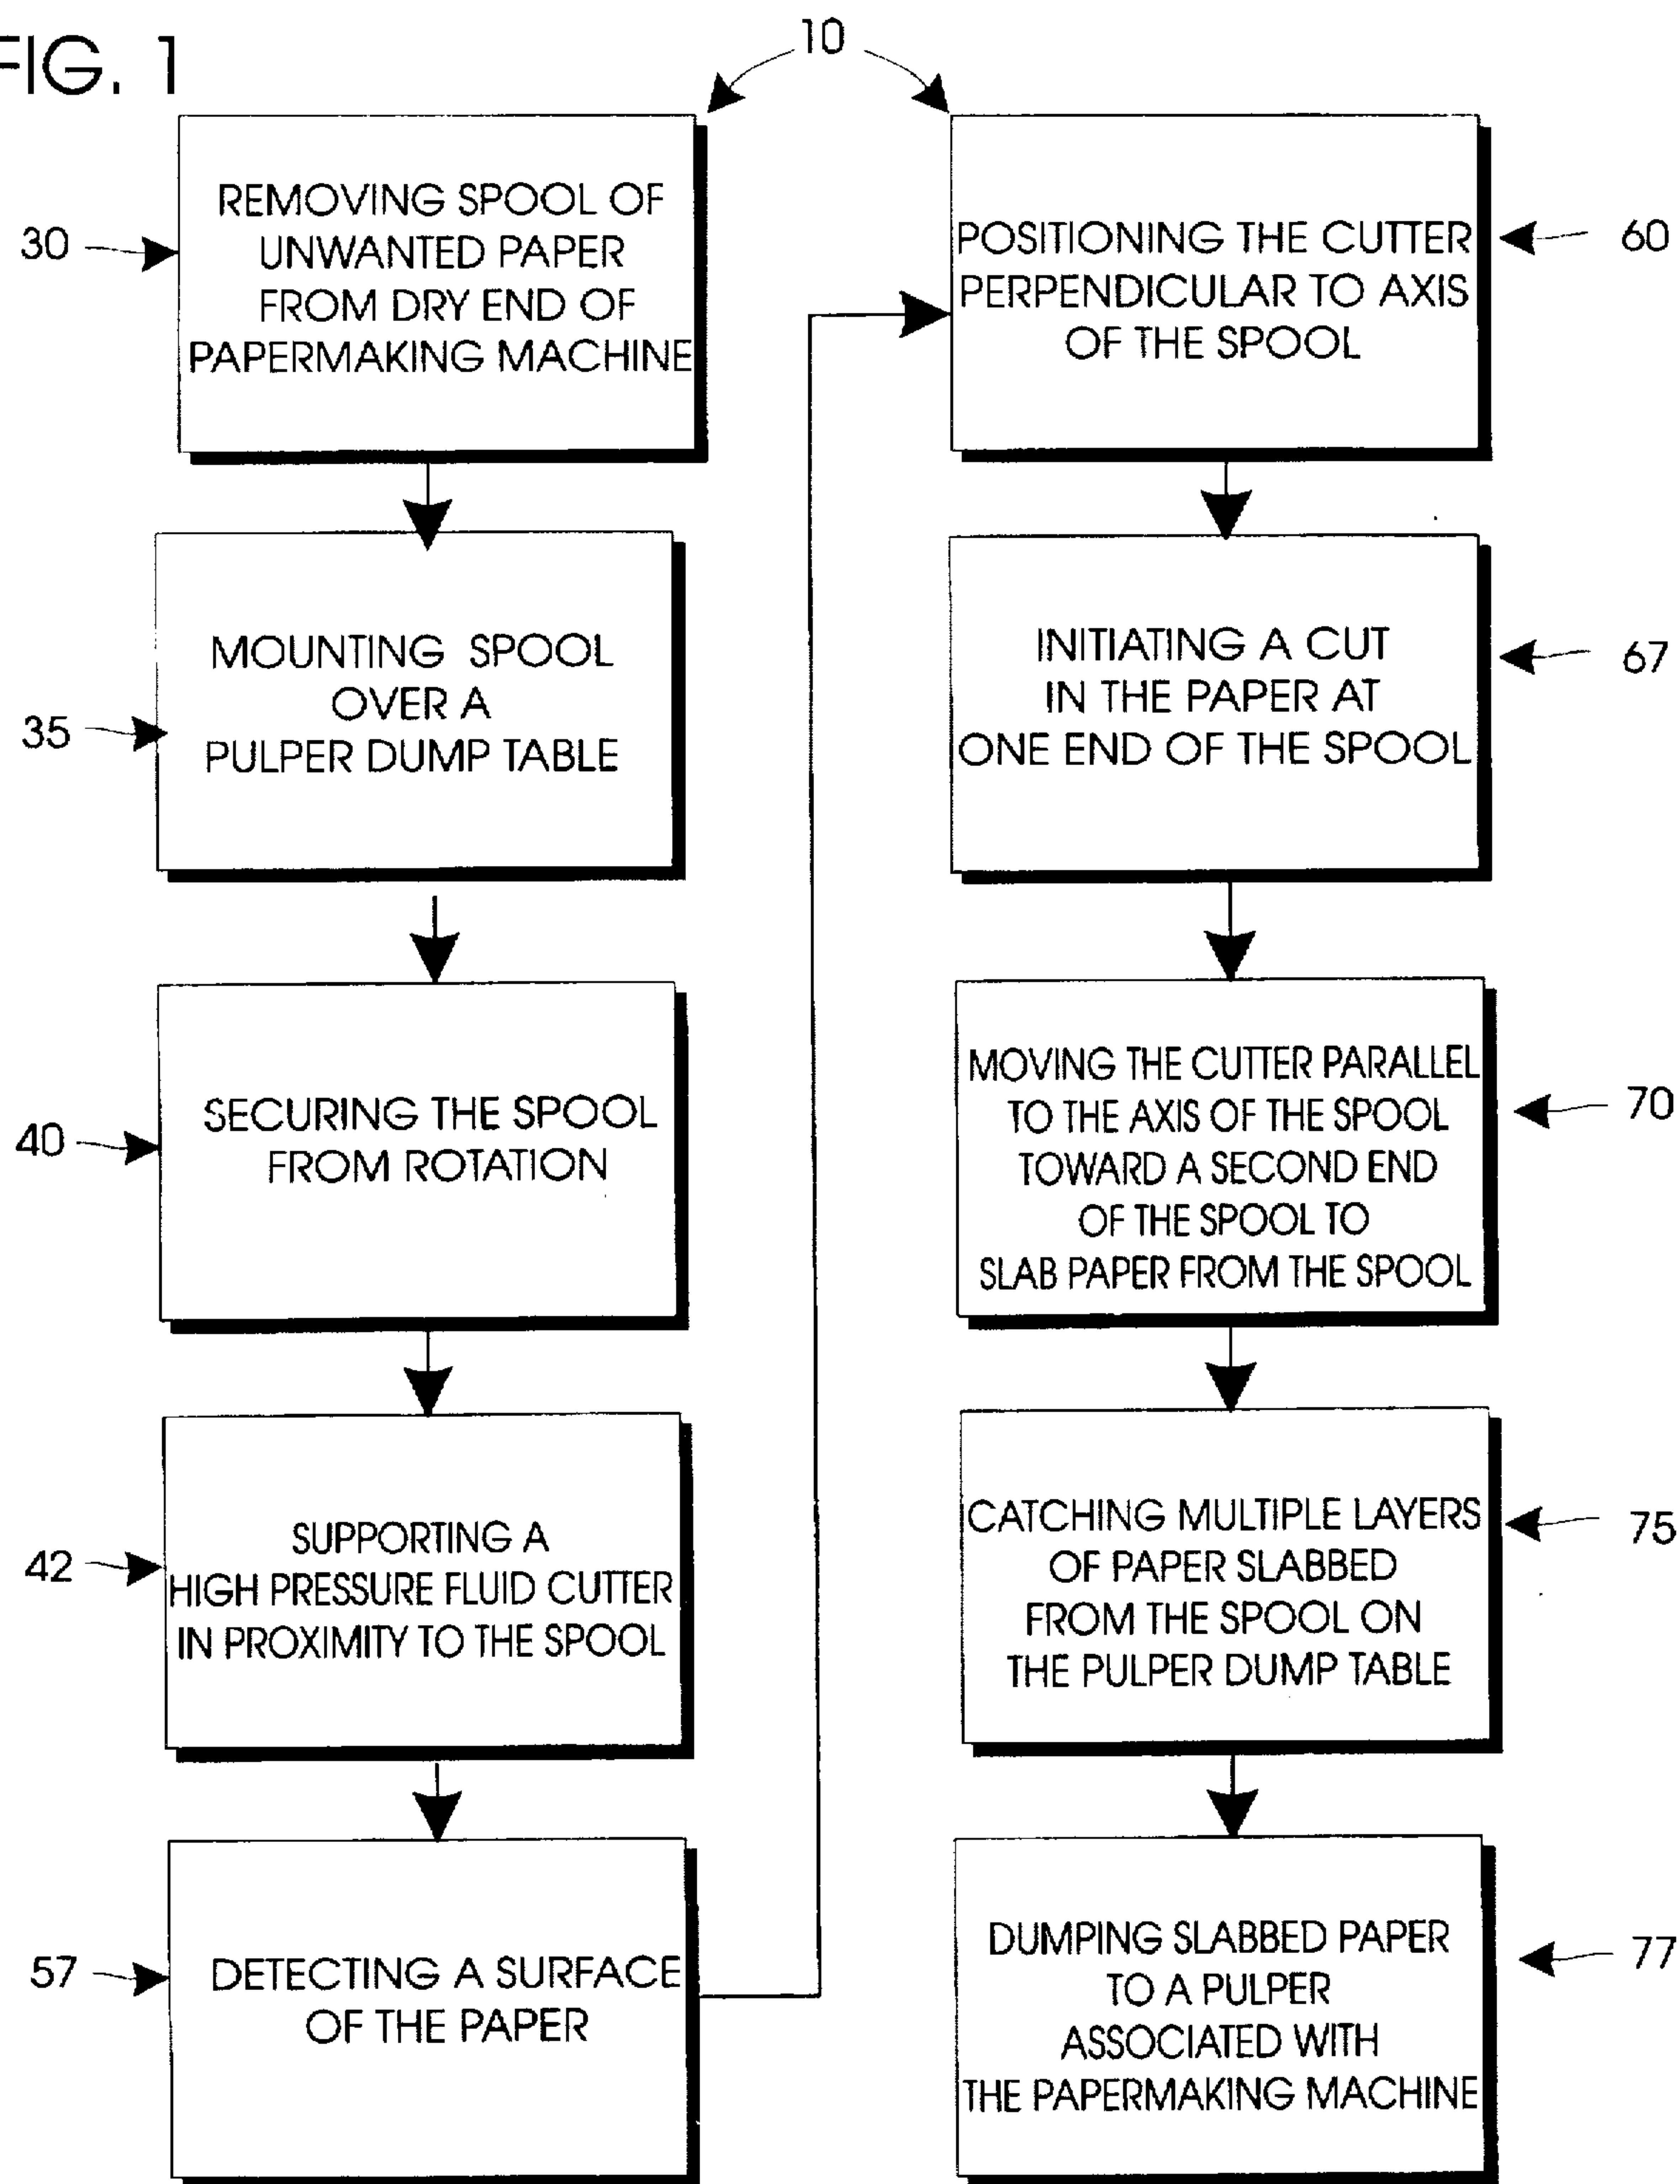 FIG. 1
10
30
REMOVING SPOOL OF
UNWANTED PAPER
FROM DRY END OF
PAPERMAKING MACHINE
35
MOUNTING SPOOL
OVER A
PULPER DUMP TABLE
40
SECURING THE SPOOL
FROM ROTATION
42
SUPPORTING A
HIGH PRESSURE FLUID CUTTER
IN PROXIMITY TO THE SPOOL
57
DETECTING A SURFACE
OF THE PAPER
60
POSITIONING THE CUTTER
PERPENDICULAR TO AXIS
OF THE SPOOL
67
INITIATING A CUT
IN THE PAPER AT
ONE END OF THE SPOOL
70
MOVING THE CUTTER PARALLEL
TO THE AXIS OF THE SPOOL
TOWARD A SECOND END
OF THE SPOOL TO
SLAB PAPER FROM THE SPOOL
75
CATCHING MULTIPLE LAYERS
OF PAPER SLABBED
FROM THE SPOOL ON
THE PULPER DUMP TABLE
77
DUMPING SLABBED PAPER
TO A PULPER
ASSOCIATED WITH
THE PAPERMAKING MACHINE